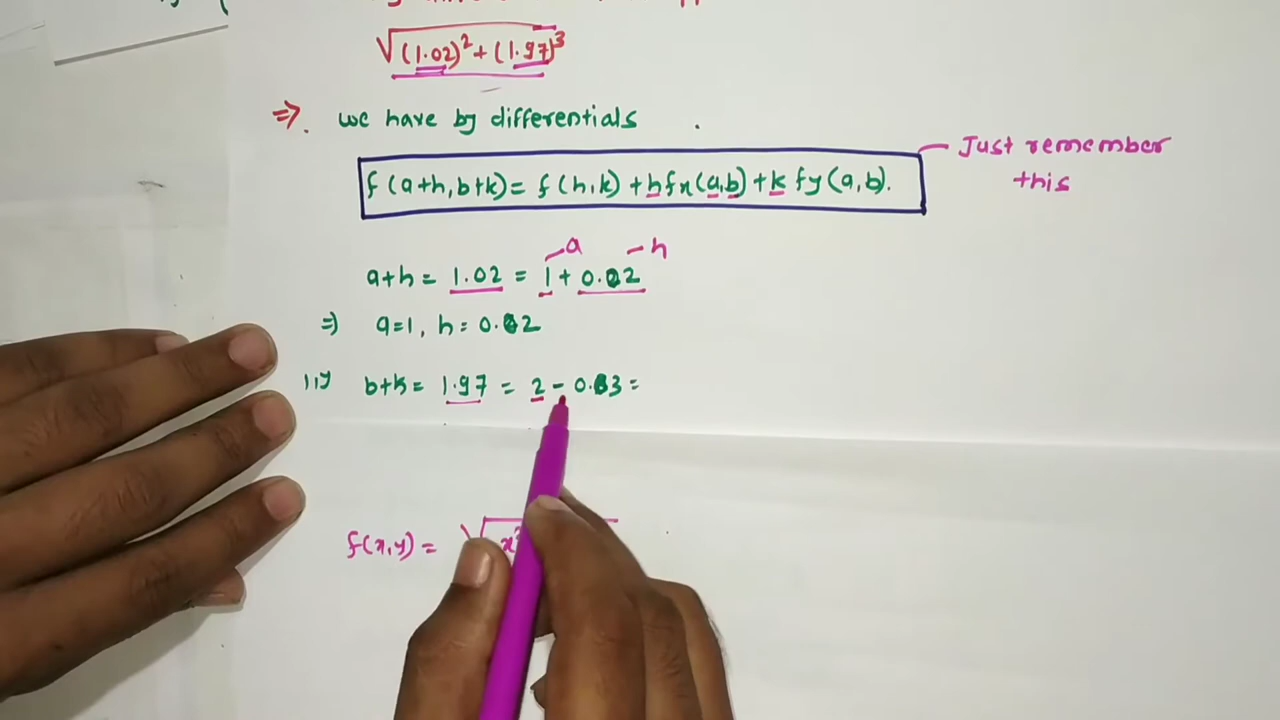 √(1.02)²+(1.97)³
⇒. we have by differentials .
f(a+h, b+k) = f(h,k) + hfx(a,b) + k fy(a,b).
Just remember
this
a h
a+h = 1.02 = 1 + 0.02
⇒) a=1, h=0.02
b+k = 1.97 = 2 - 0.03 =
f(x,y) = √x